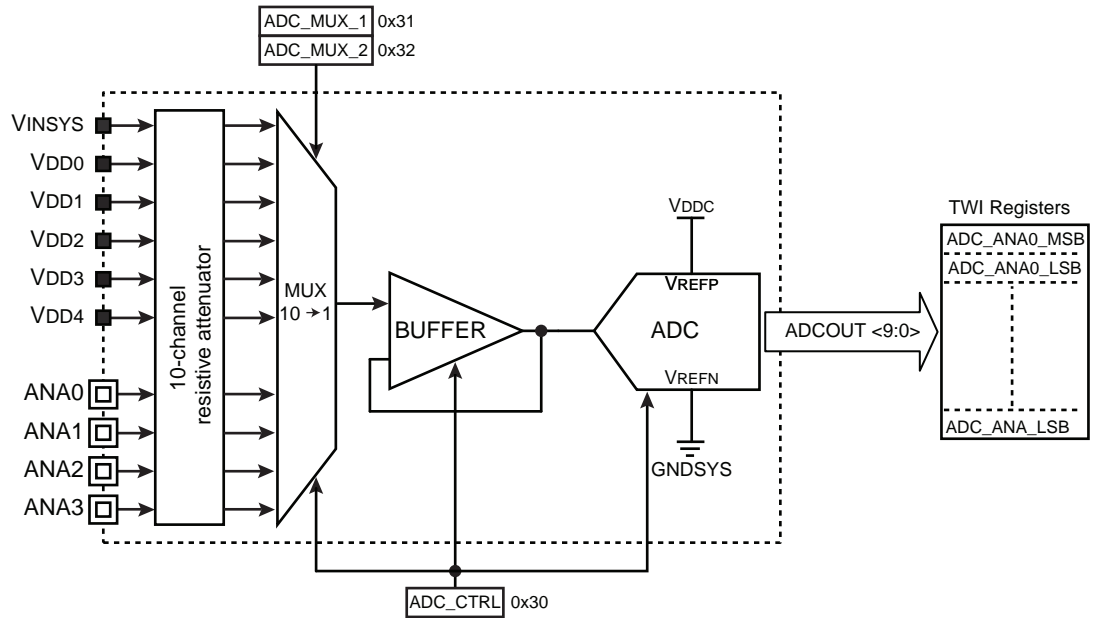 ADC_MUX_1 0x31
ADC_MUX_2 0x32
VINSYS
VDD0
VDD1
VDD2
VDD3
VDD4
ANA0
ANA1
ANA2
ANA3
10-channel
resistive attenuator
MUX
10 → 1
BUFFER
VDDC
VREFP
ADC
VREFN
GNDSYS
ADCOUT <9:0>
TWI Registers
ADC_ANA0_MSB
ADC_ANA0_LSB
ADC_ANA_LSB
ADC_CTRL 0x30